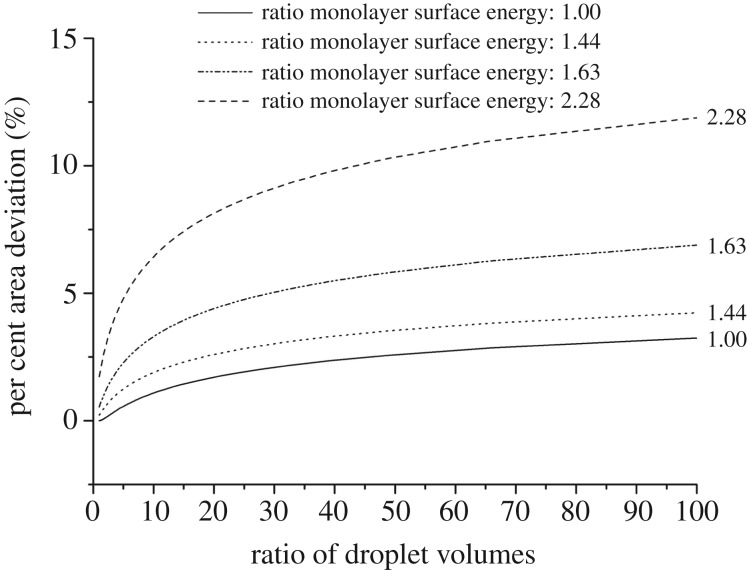 ratio monolayer surface energy: 1.00
ratio monolayer surface energy: 1.44
ratio monolayer surface energy: 1.63
ratio monolayer surface energy: 2.28
per cent area deviation (%)
15
10
5
0
2.28
1.63
1.44
1.00
0 10 20 30 40 50 60 70 80 90 100
ratio of droplet volumes